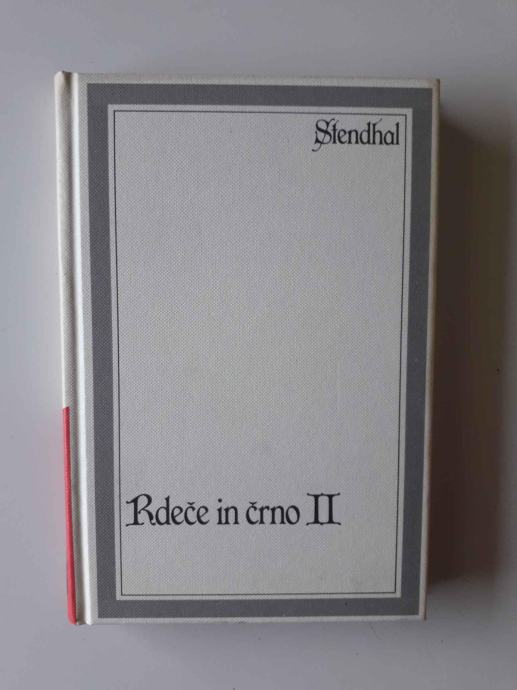 Stendhal
Rdeče in črno II